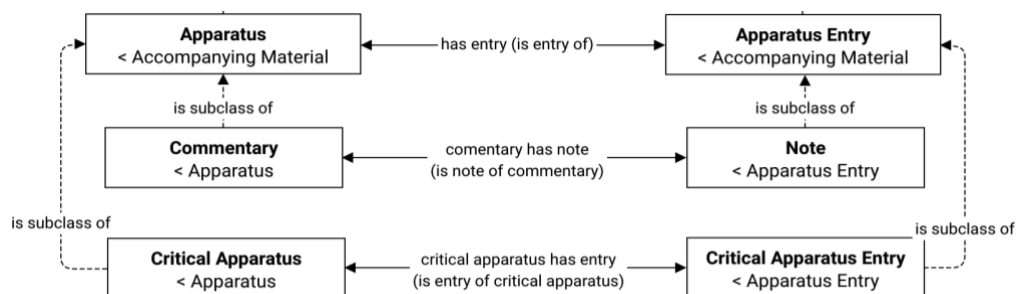 Apparatus
< Accompanying Material
has entry (is entry of)
Apparatus Entry
< Accompanying Material
is subclass of
is subclass of
Commentary
< Apparatus
comentary has note
(is note of commentary)
Note
< Apparatus Entry
is subclass of
is subclass of
Critical Apparatus
< Apparatus
critical apparatus has entry
(is entry of critical apparatus)
Critical Apparatus Entry
< Apparatus Entry